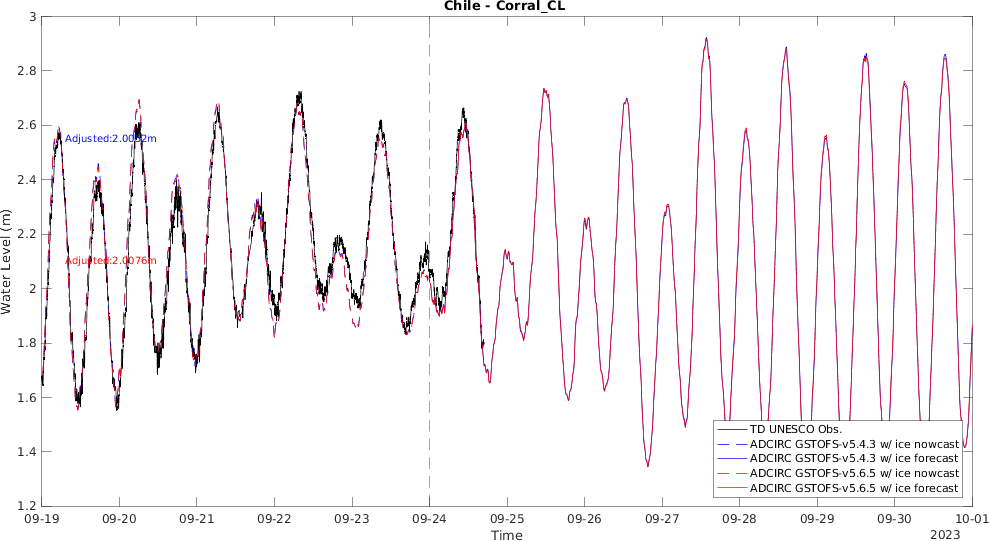 Chile - Corral_CL
Water Level (m)
3
2.8
2.6
2.4
2.2
2
1.8
1.6
1.4
1.2
Adjusted:2.0076m
TD UNESCO Obs.
ADCIRC GSTOFS-v5.4.3 w/ ice nowcast
ADCIRC GSTOFS-v5.4.3 w/ ice forecast
ADCIRC GSTOFS-v5.6.5 w/ ice nowcast
ADCIRC GSTOFS-v5.6.5 w/ ice forecast
09-19 09-20 09-21 09-22 09-23 09-24 09-25 09-26 09-27 09-28 09-29 09-30 10-01
Time
2023